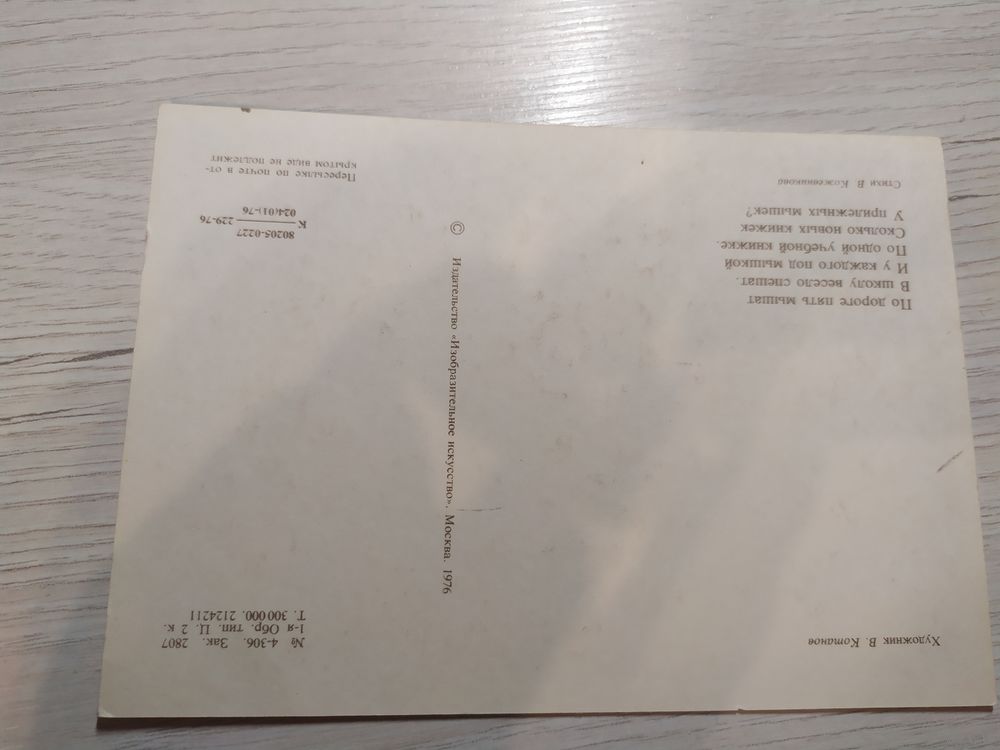 Художник В. Котанов
По дороге пять мышат
В школу весело спешат.
И у каждого под мышкой
По одной учебной книжке.
Сколько новых книжек
У прилежных мышек?
Стихи В Кожевникова
© Издательство «Изобразительное искусство». Москва. 1976
№ 4-306. Зак. 2807
1-я Обр. тип. Ц. 2 к.
Т. 300 000. 2124211
80205-0227
К ——— 229-76
024(01)-76
Пересылке по почте в от-
крытом виде не подлежит